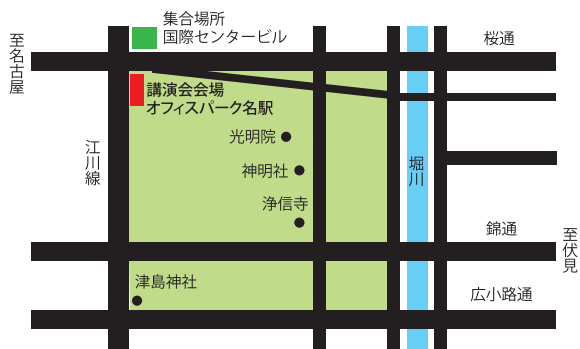 集合場所
国際センタービル
至名古屋
桜通
講演会会場
オフィスパーク名駅
光明院
江川線
神明社
堀川
浄信寺
錦通
至伏見
津島神社
広小路通